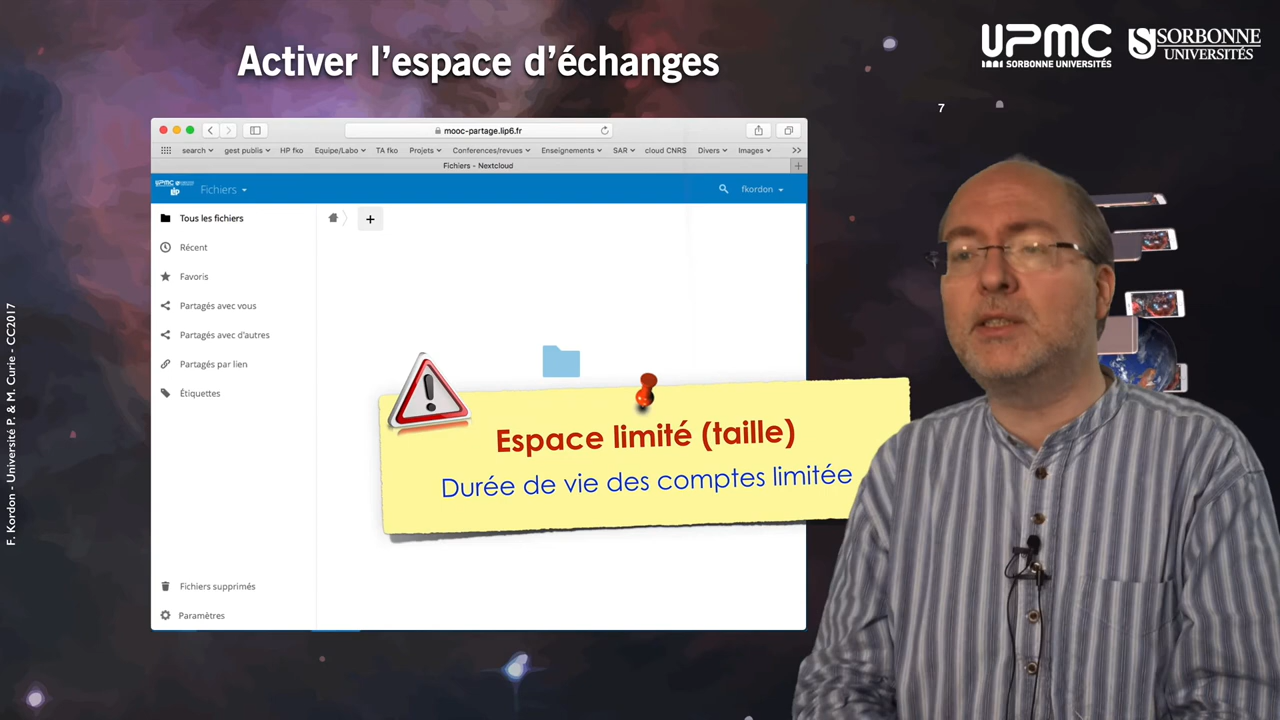 Activer l'espace d'échanges
UPMC
SORBONNE UNIVERSITÉS
SORBONNE
UNIVERSITÉS
7
mooc-partage.lip6.fr
search
gest publis
HP fko
Equipe/Labo
TA fko
Projets
Conferences/revues
Enseignements
SAR
cloud CNRS
Divers
Images
Fichiers - Nextcloud
UPMC
Fichiers
fkordon
Tous les fichiers
Récent
Favoris
Partagés avec vous
Partagés avec d'autres
Partagés par lien
Étiquettes
Espace limité (taille)
Durée de vie des comptes limitée
Fichiers supprimés
Paramètres
F. Kordon - Université P. & M. Curie - CC2017